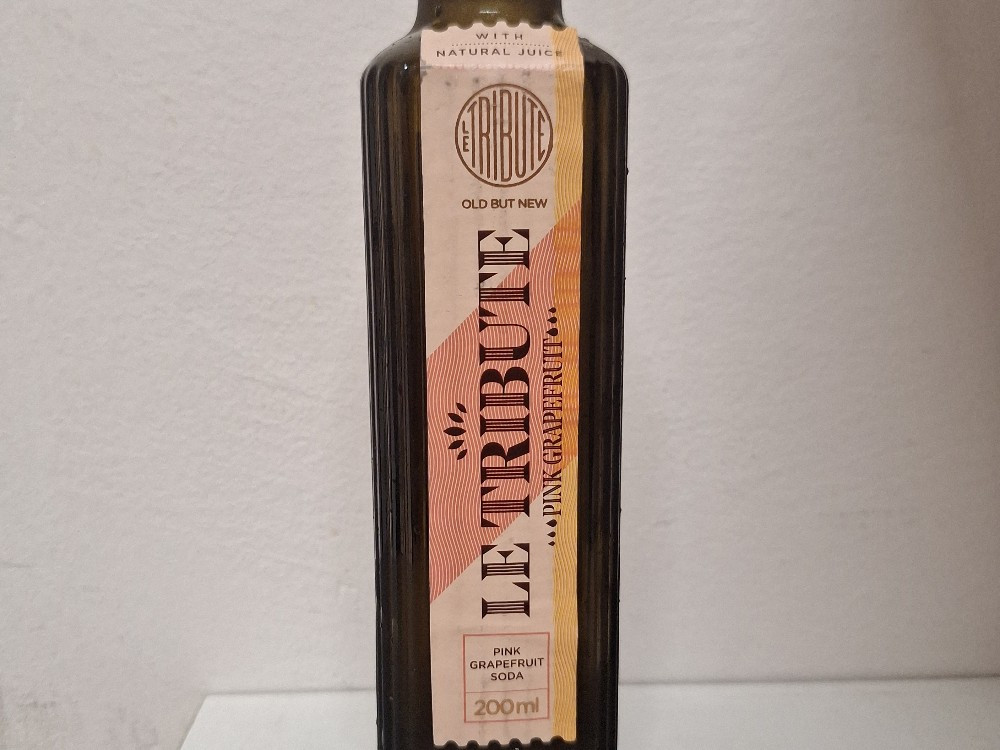 WITH
NATURAL JUICE
LE TRIBUTE
OLD BUT NEW
LE TRIBUTE
PINK GRAPEFRUIT
PINK
GRAPEFRUIT
SODA
200ml